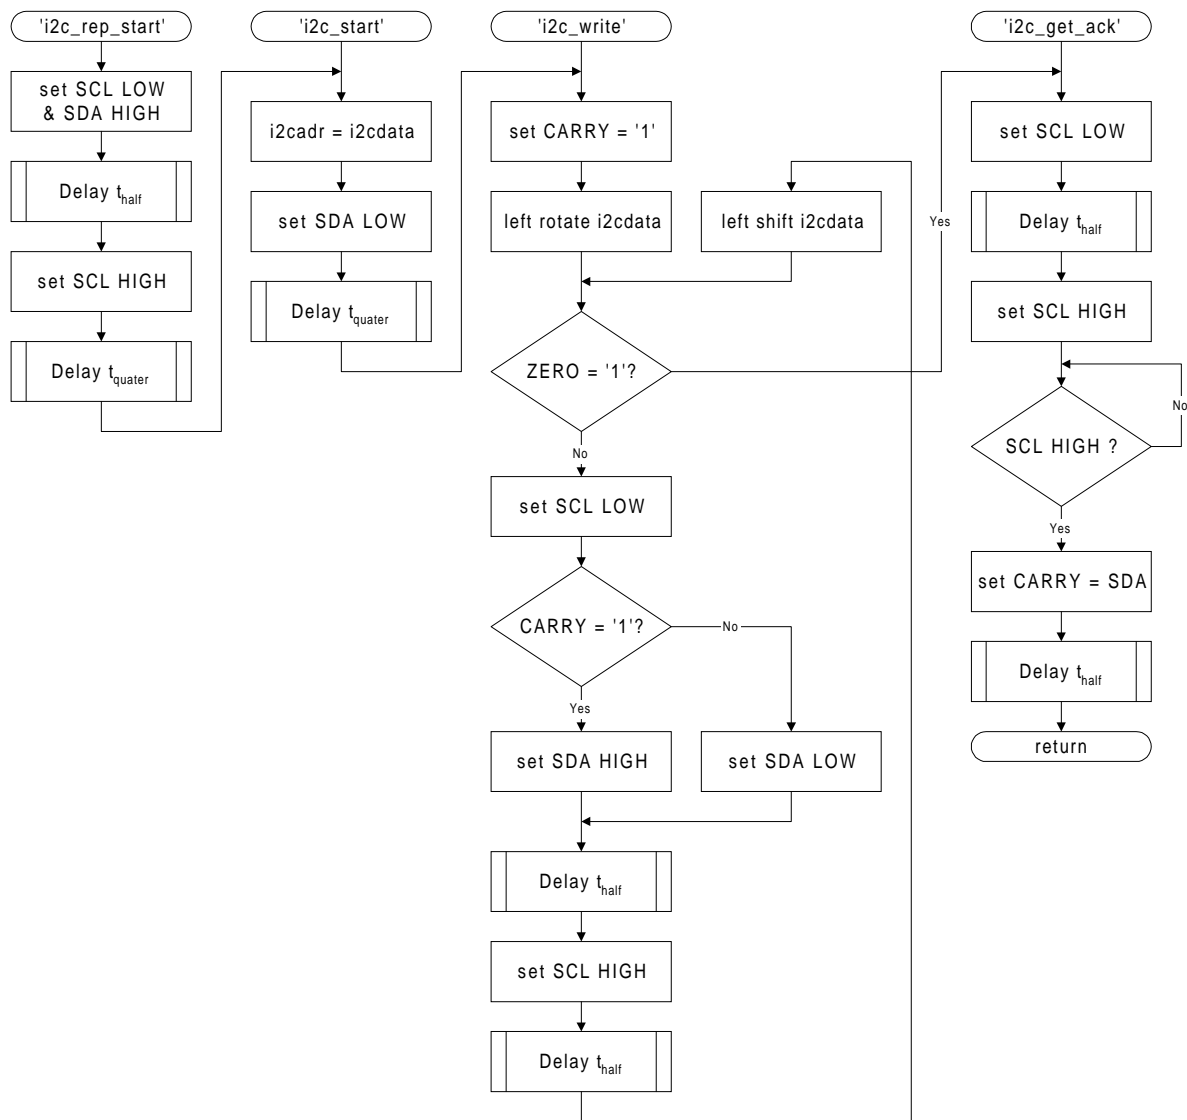 'i2c_rep_start'
set SCL LOW
& SDA HIGH
Delay thalf
set SCL HIGH
Delay tquater
'i2c_start'
i2cadr = i2cdata
set SDA LOW
Delay tquater
'i2c_write'
set CARRY = '1'
left rotate i2cdata
left shift i2cdata
ZERO = '1'?
Yes
No
set SCL LOW
CARRY = '1'?
No
Yes
set SDA HIGH
set SDA LOW
Delay thalf
set SCL HIGH
Delay thalf
'i2c_get_ack'
set SCL LOW
Delay thalf
set SCL HIGH
SCL HIGH ?
No
Yes
set CARRY = SDA
Delay thalf
return